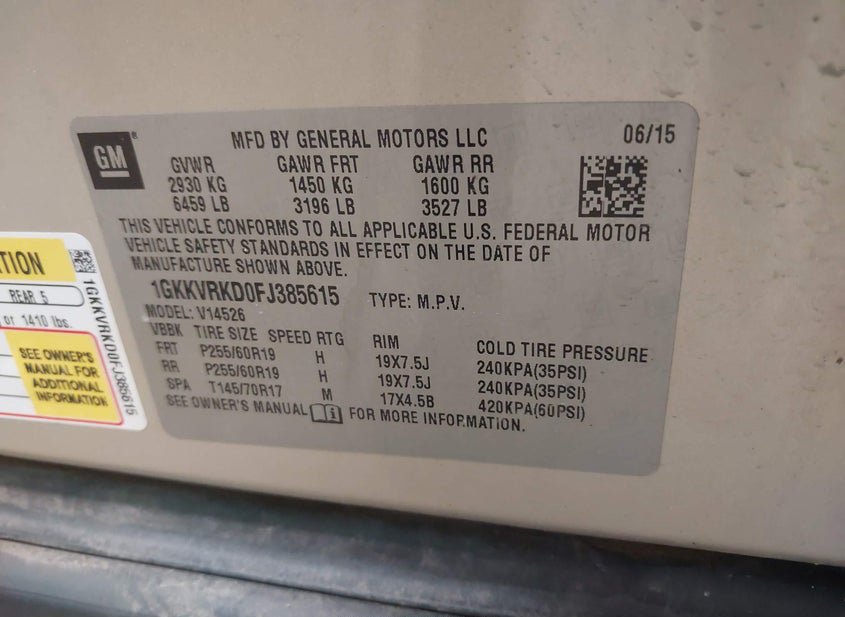 GM
MFD BY GENERAL MOTORS LLC 06/15
GVWR GAWR FRT GAWR RR
2930 KG 1450 KG 1600 KG
6459 LB 3196 LB 3527 LB
THIS VEHICLE CONFORMS TO ALL APPLICABLE U.S. FEDERAL MOTOR
VEHICLE SAFETY STANDARDS IN EFFECT ON THE DATE OF
MANUFACTURE SHOWN ABOVE.
1GKKVRKD0FJ385615 TYPE: M.P.V.
MODEL: V14526
VBBK TIRE SIZE SPEED RTG RIM COLD TIRE PRESSURE
FRT P255/60R19 H 19X7.5J 240KPA(35PSI)
RR P255/60R19 H 19X7.5J 240KPA(35PSI)
SPA T145/70R17 M 17X4.5B 420KPA(60PSI)
SEE OWNER'S MANUAL i FOR MORE INFORMATION.
TION
REAR 5
or 1410 lbs.
SEE OWNER'S
MANUAL FOR
ADDITIONAL
INFORMATION
1GKKVRKD0FJ385615